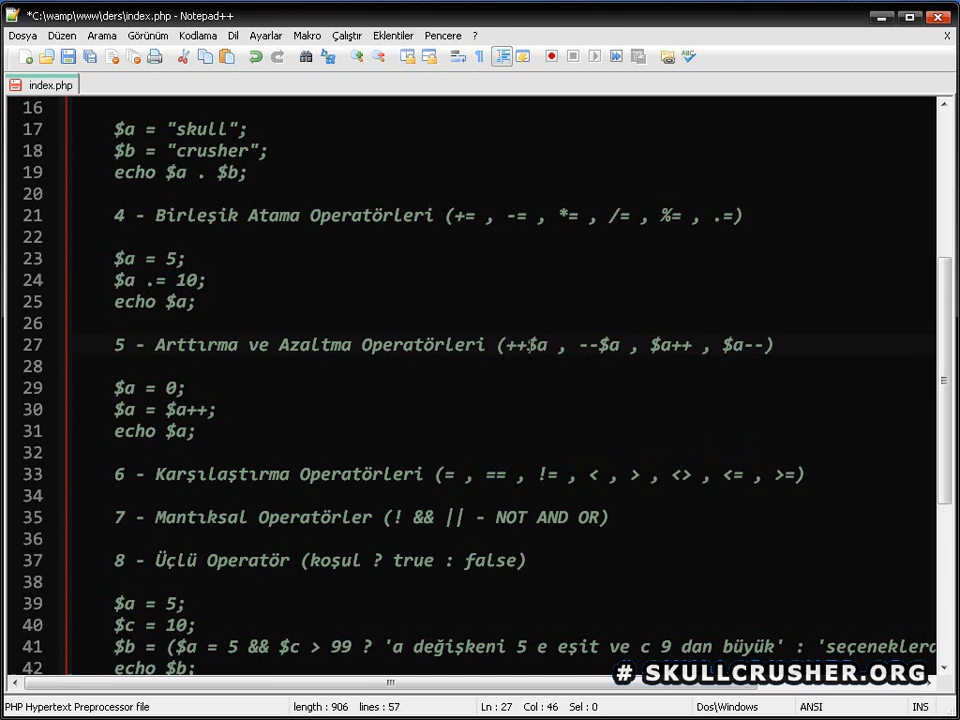 *C:\wamp\www\ders\index.php - Notepad++
Dosya Düzen Arama Görünüm Kodlama Dil Ayarlar Makro Çalıştır Eklentiler Pencere ? X
index.php
16
17 $a = "skull";
18 $b = "crusher";
19 echo $a . $b;
20
21 4 - Birleşik Atama Operatörleri (+= , -= , *= , /= , %= , .=)
22
23 $a = 5;
24 $a .= 10;
25 echo $a;
26
27 5 - Arttırma ve Azaltma Operatörleri (++$a , --$a , $a++ , $a--)
28
29 $a = 0;
30 $a = $a++;
31 echo $a;
32
33 6 - Karşılaştırma Operatörleri (= , == , != , < , > , <> , <= , >=)
34
35 7 - Mantıksal Operatörler (! && || - NOT AND OR)
36
37 8 - Üçlü Operatör (koşul ? true : false)
38
39 $a = 5;
40 $c = 10;
41 $b = ($a = 5 && $c > 99 ? 'a değişkeni 5 e eşit ve c 9 dan büyük' :
42 echo $b;
# SKULLCRUSHER.ORG
PHP Hypertext Preprocessor file length : 906 lines : 57 Ln : 27 Col : 46 Sel : 0 Dos\Windows ANSI INS